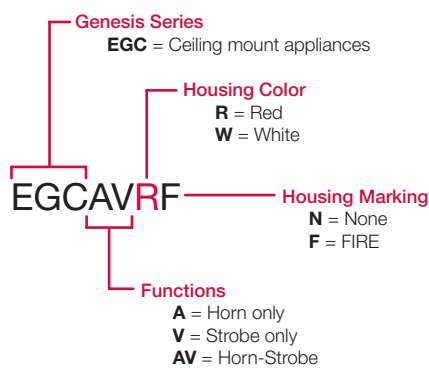 Genesis Series
EGC = Ceiling mount appliances
Housing Color
R = Red
W = White
EGCAVRF
Housing Marking
N = None
F = FIRE
Functions
A = Horn only
V = Strobe only
AV = Horn-Strobe